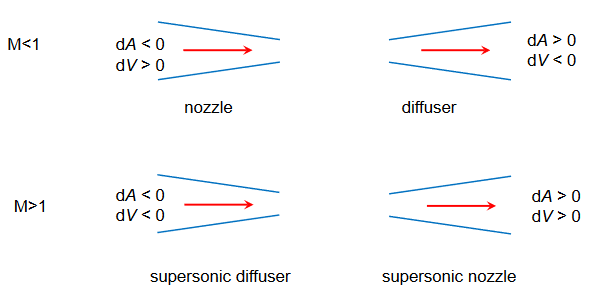 M<1
dA < 0
dV > 0
dA > 0
dV < 0
nozzle
diffuser
M>1
dA < 0
dV < 0
dA > 0
dV > 0
supersonic diffuser
supersonic nozzle